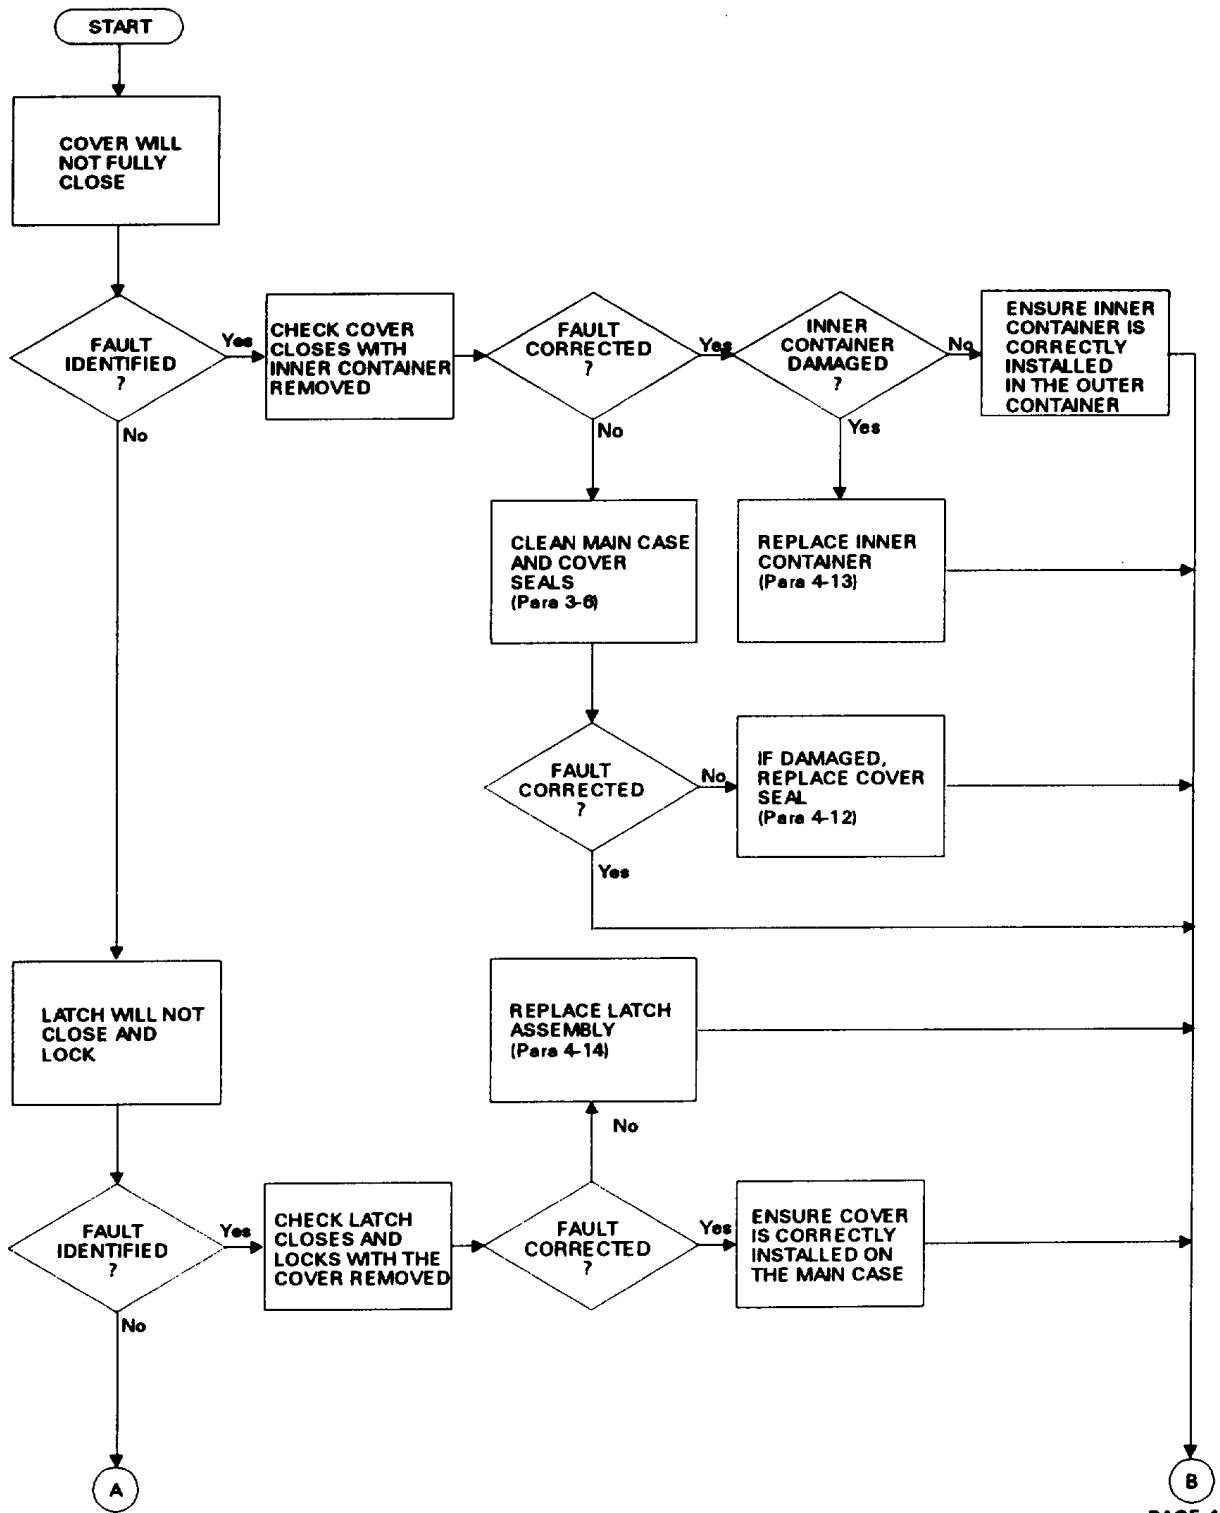 START
COVER WILL
NOT FULLY
CLOSE
FAULT
IDENTIFIED
?
Yes
No
CHECK COVER
CLOSES WITH
INNER CONTAINER
REMOVED
FAULT
CORRECTED
?
Yes
No
INNER
CONTAINER
DAMAGED
?
No
Yes
ENSURE INNER
CONTAINER IS
CORRECTLY
INSTALLED
IN THE OUTER
CONTAINER
CLEAN MAIN CASE
AND COVER
SEALS
(Para 3-6)
REPLACE INNER
CONTAINER
(Para 4-13)
FAULT
CORRECTED
?
No
Yes
IF DAMAGED,
REPLACE COVER
SEAL
(Para 4-12)
LATCH WILL NOT
CLOSE AND
LOCK
REPLACE LATCH
ASSEMBLY
(Para 4-14)
No
FAULT
IDENTIFIED
?
Yes
No
CHECK LATCH
CLOSES AND
LOCKS WITH THE
COVER REMOVED
FAULT
CORRECTED
?
Yes
ENSURE COVER
IS CORRECTLY
INSTALLED ON
THE MAIN CASE
A
B